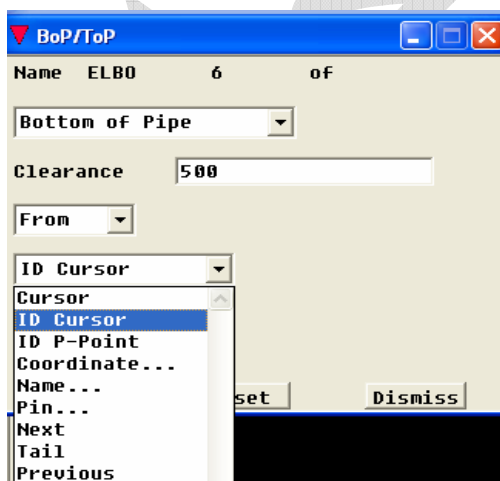 BoP/ToP
Name ELBO 6 of
Bottom of Pipe
Clearance 500
From
ID Cursor
Cursor
ID Cursor
ID P-Point
Coordinate...
Name...
Pin...
Next
Tail
Previous
set Dismiss